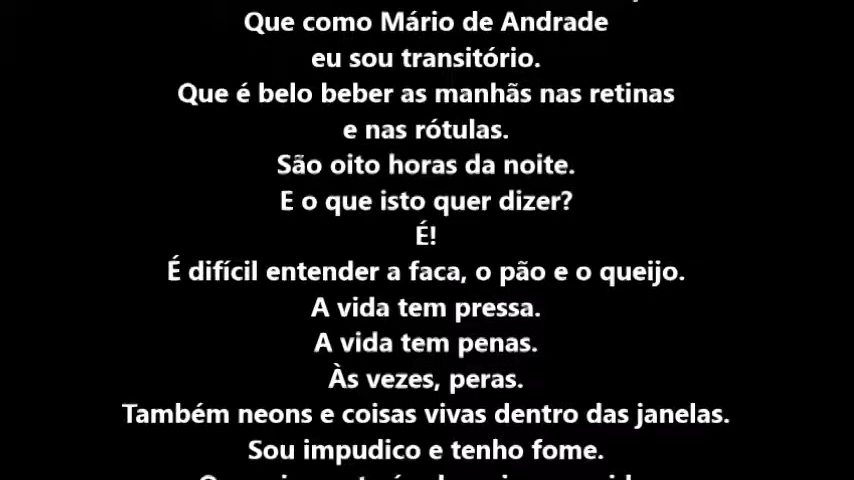 Que como Mário de Andrade
eu sou transitório.
Que é belo beber as manhãs nas retinas
e nas rótulas.
São oito horas da noite.
E o que isto quer dizer?
É!
É difícil entender a faca, o pão e o queijo.
A vida tem pressa.
A vida tem penas.
Às vezes, peras.
Também neons e coisas vivas dentro das janelas.
Sou impudico e tenho fome.